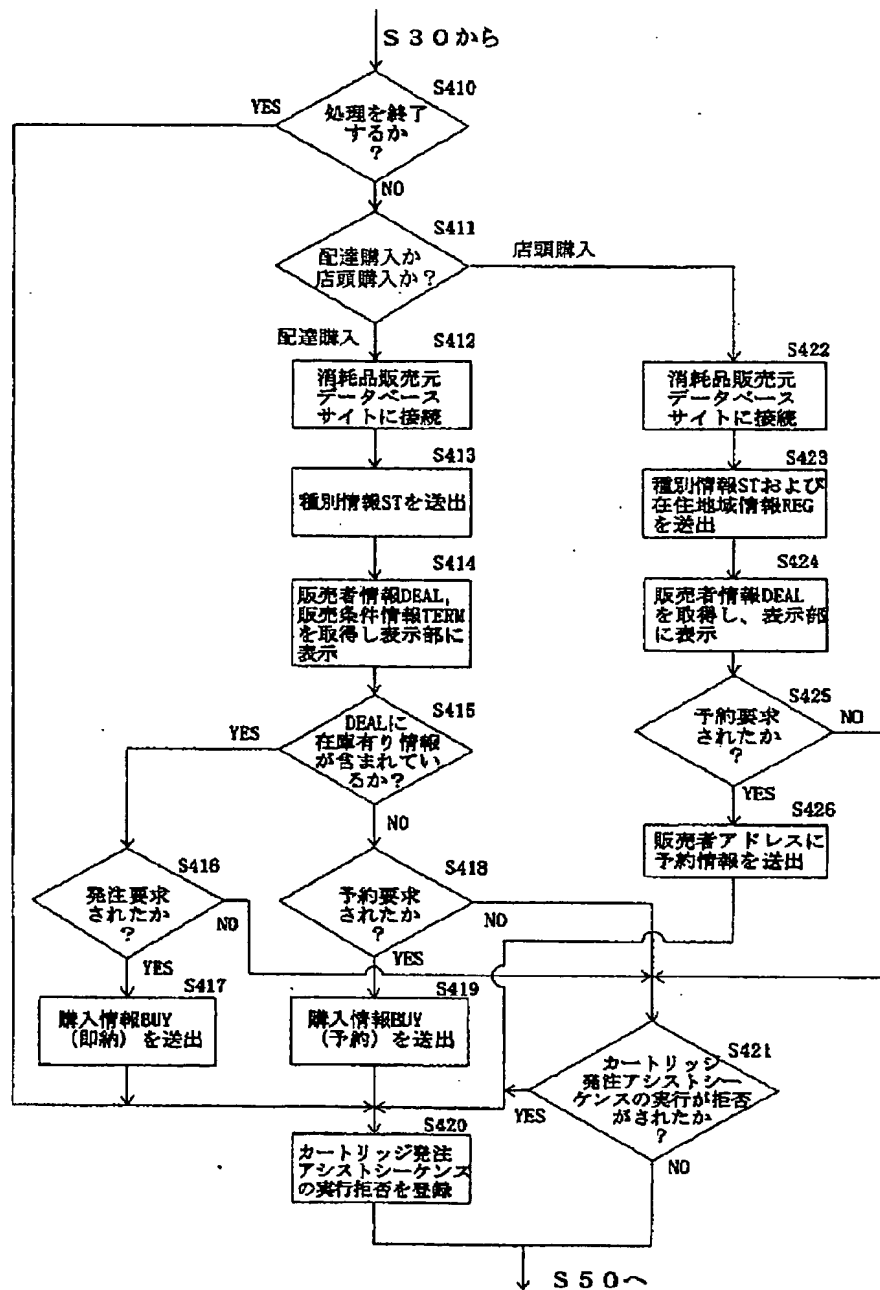 S30から
S410
YES
処理を終了
するか
?
NO
S411
配達購入か
店頭購入か?
店頭購入
配達購入
S412
消耗品販売元
データベース
サイトに接続
S422
消耗品販売元
データベース
サイトに接続
S413
種別情報STを送出
S423
種別情報STおよび
在住地域情報REG
を送出
S414
販売者情報DEAL,
販売条件情報TERM
を取得し表示部に
表示
S424
販売者情報DEAL
を取得し、表示部
に表示
S415
YES
DEALに
在庫有り情報
が含まれてい
るか?
NO
S425
予約要求
されたか
?
NO
YES
S426
販売者アドレスに
予約情報を送出
S416
発注要求
されたか
?
NO
YES
S418
予約要求
されたか
?
NO
YES
S417
購入情報BUY
(即納)を送出
S419
購入情報BUY
(予約)を送出
S421
カートリッジ
発注アシストシー
ケンスの実行が拒否
がされたか
?
YES
NO
S420
カートリッジ発注
アシストシーケンス
の実行拒否を登録
S50へ